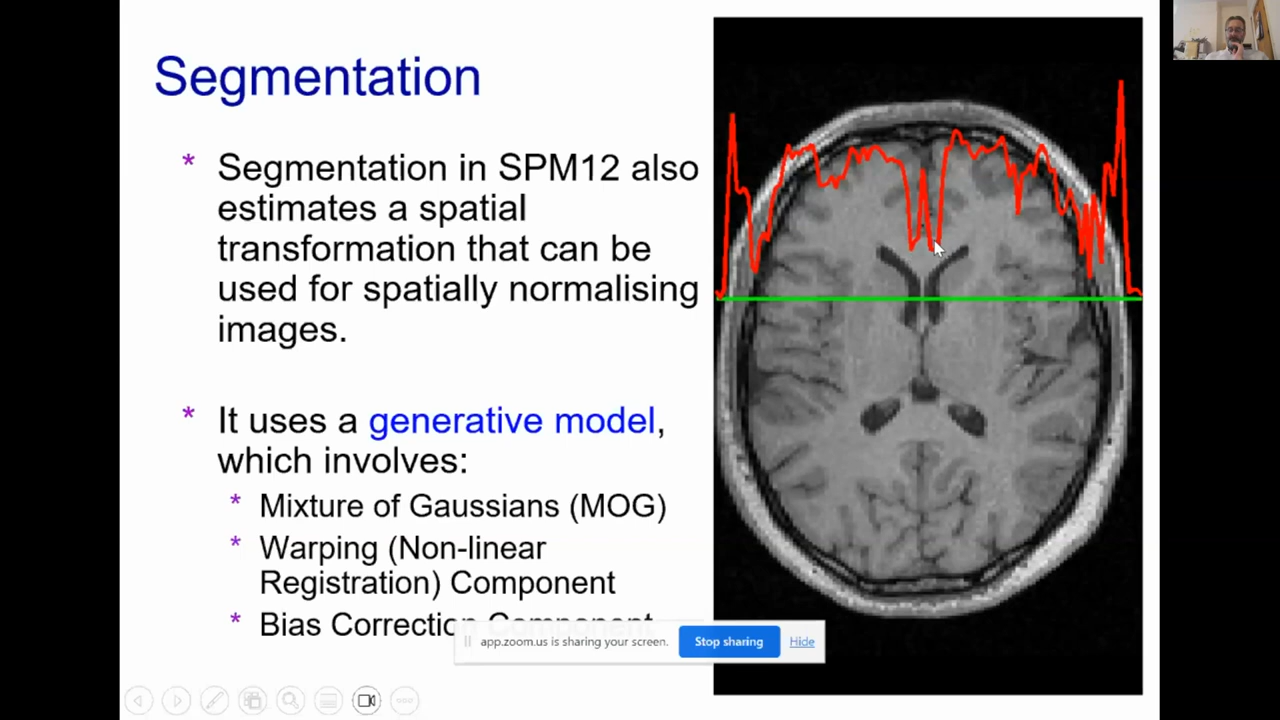 Segmentation
* Segmentation in SPM12 also
estimates a spatial
transformation that can be
used for spatially normalising
images.
* It uses a generative model,
which involves:
* Mixture of Gaussians (MOG)
* Warping (Non-linear
Registration) Component
* Bias Correction Component
app.zoom.us is sharing your screen. Stop sharing Hide